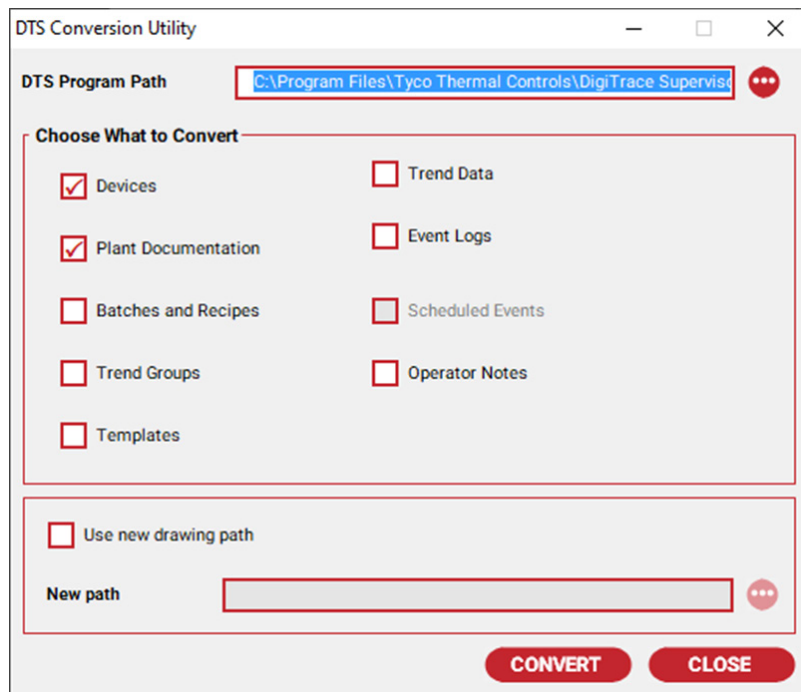 DTS Conversion Utility
DTS Program Path
C:\Program Files\Tyco Thermal Controls\DigiTrace Superviso
Choose What to Convert
Devices
Trend Data
Plant Documentation
Event Logs
Batches and Recipes
Scheduled Events
Trend Groups
Operator Notes
Templates
Use new drawing path
New path
CONVERT
CLOSE